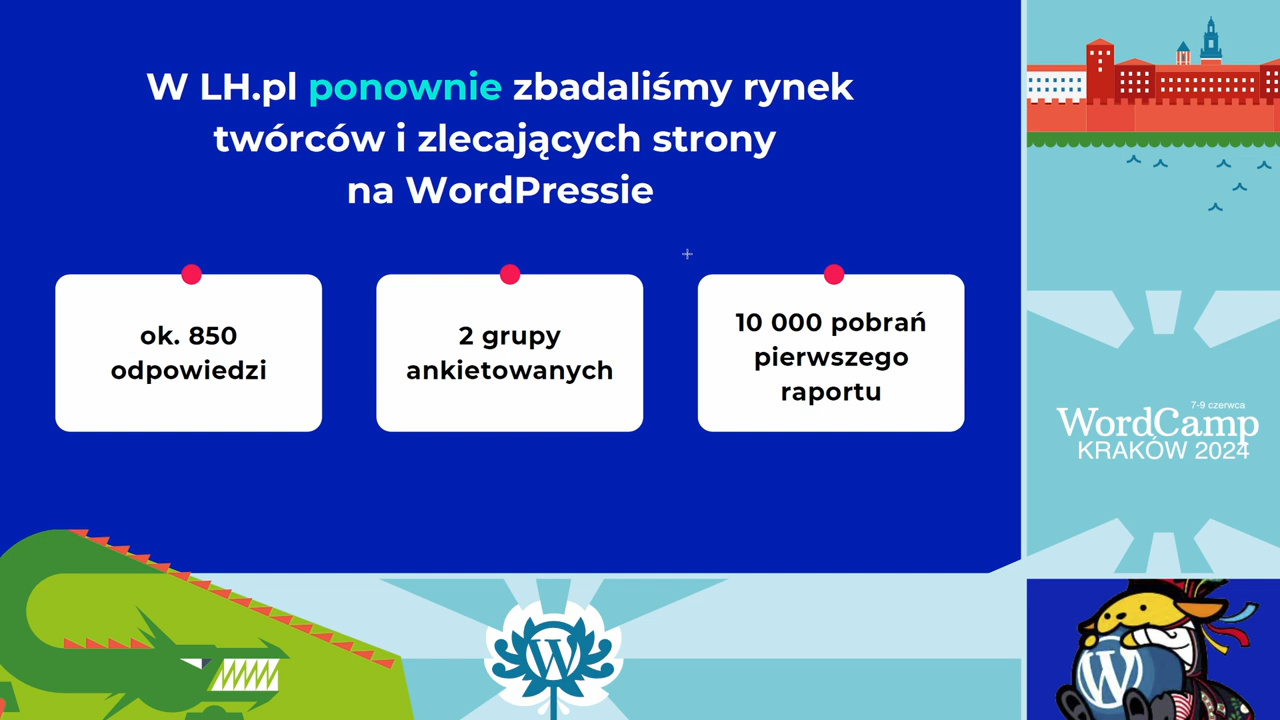 W LH.pl ponownie zbadaliśmy rynek
twórców i zlecających strony
na WordPressie
ok. 850
odpowiedzi
2 grupy
ankietowanych
10 000 pobrań
pierwszego
raportu
7-9 czerwca
WordCamp
KRAKÓW 2024